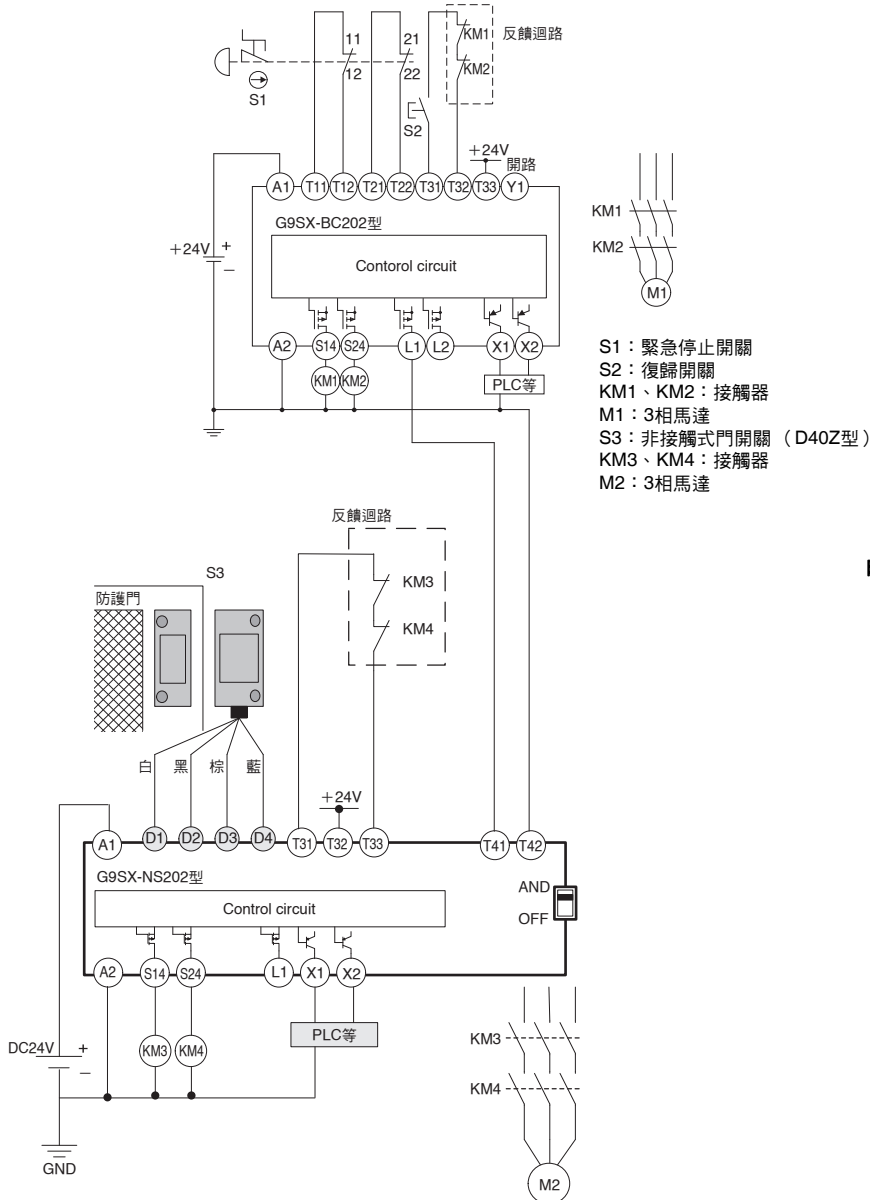 11
21
KM1
反饋迴路
12
22
KM2
S1
S2
+24V
開路
A1
T11
T12
T21
T22
T31
T32
T33
Y1
G9SX-BC202型
KM1
+24V
+
−
Contorol circuit
KM2
M1
A2
S14
S24
L1
L2
X1
X2
KM1
KM2
PLC等
S1:緊急停止開關
S2:復歸開關
KM1、KM2:接觸器
M1:3相馬達
S3:非接觸式門開關(D40Z型)
KM3、KM4:接觸器
M2:3相馬達
反饋迴路
S3
防護門
KM3
KM4
白
黑
棕
藍
+24V
A1
D1
D2
D3
D4
T31
T32
T33
T41
T42
G9SX-NS202型
AND
OFF
Control circuit
A2
S14
S24
L1
X1
X2
DC24V
+
−
KM3
KM4
PLC等
KM3
KM4
GND
M2